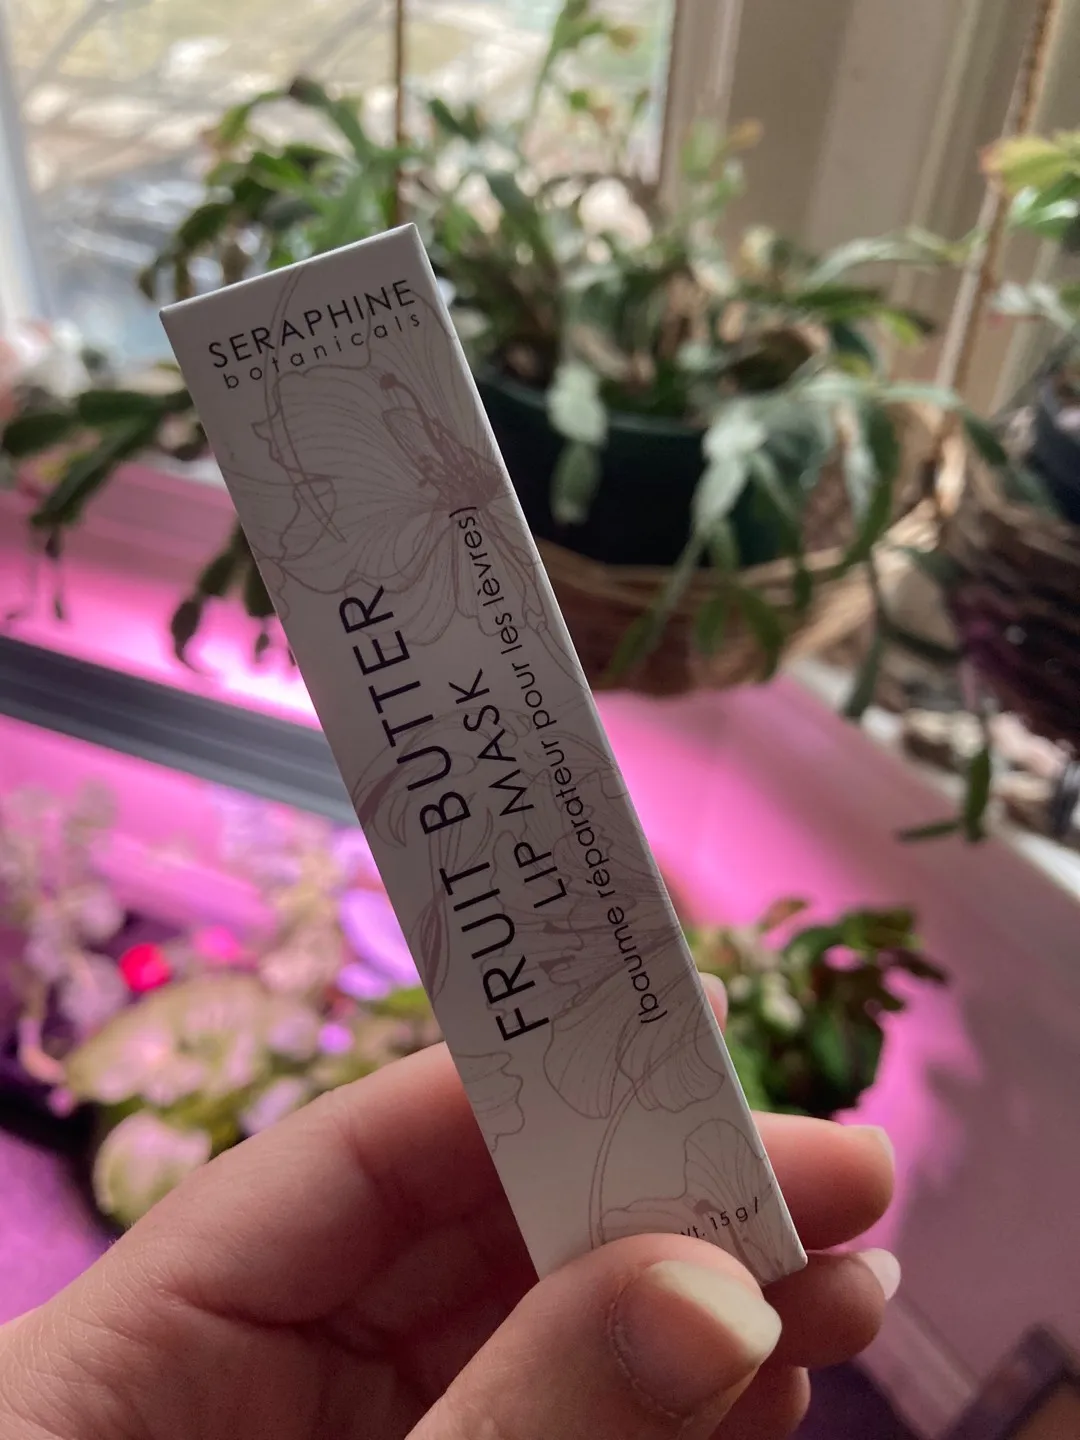 SERAPHINE
botanicals
FRUIT BUTTER
LIP MASK
(baume réparateur pour les lèvres)
15 g /